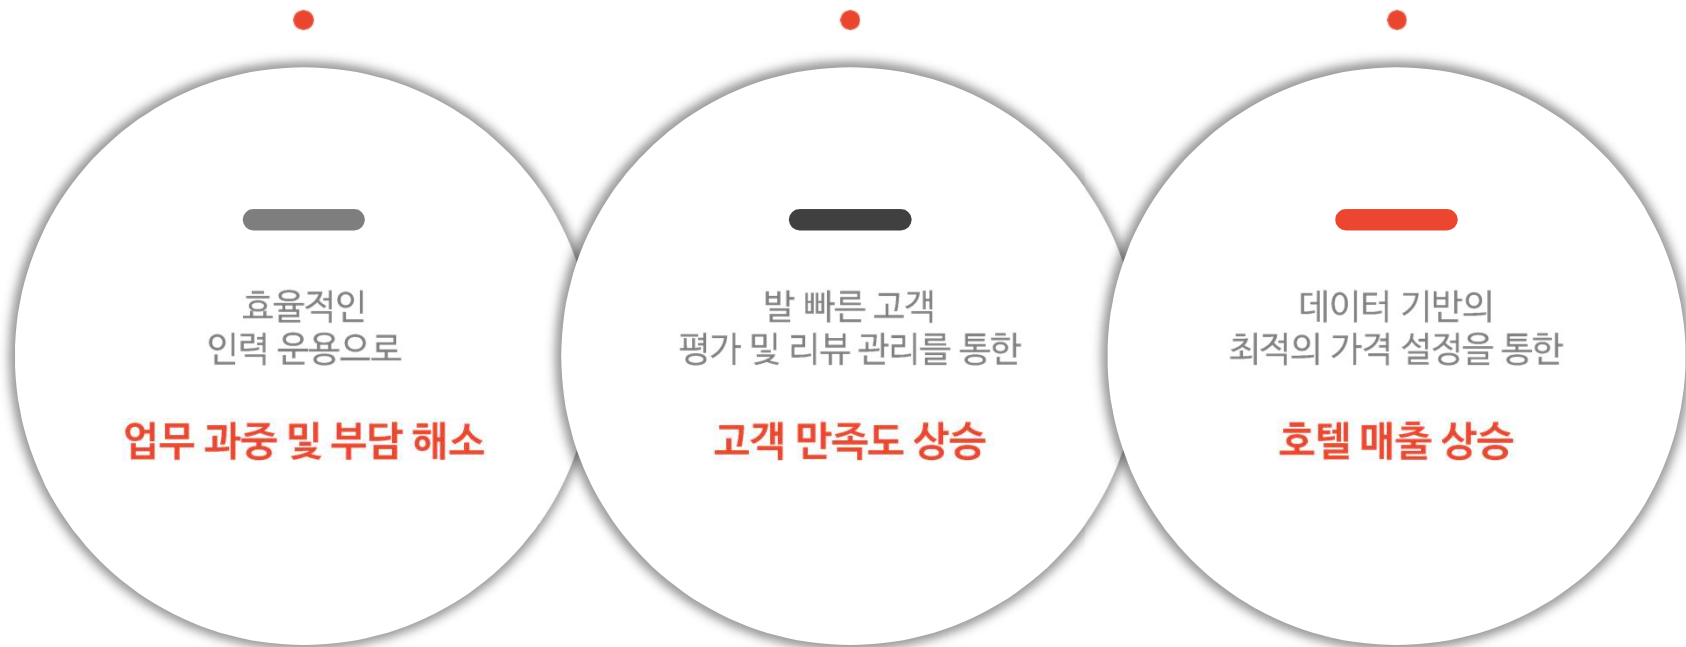 효율적인
인력 운용으로
업무 과중 및 부담 해소
발 빠른 고객
평가 및 리뷰 관리를 통한
고객 만족도 상승
데이터 기반의
최적의 가격 설정을 통한
호텔 매출 상승